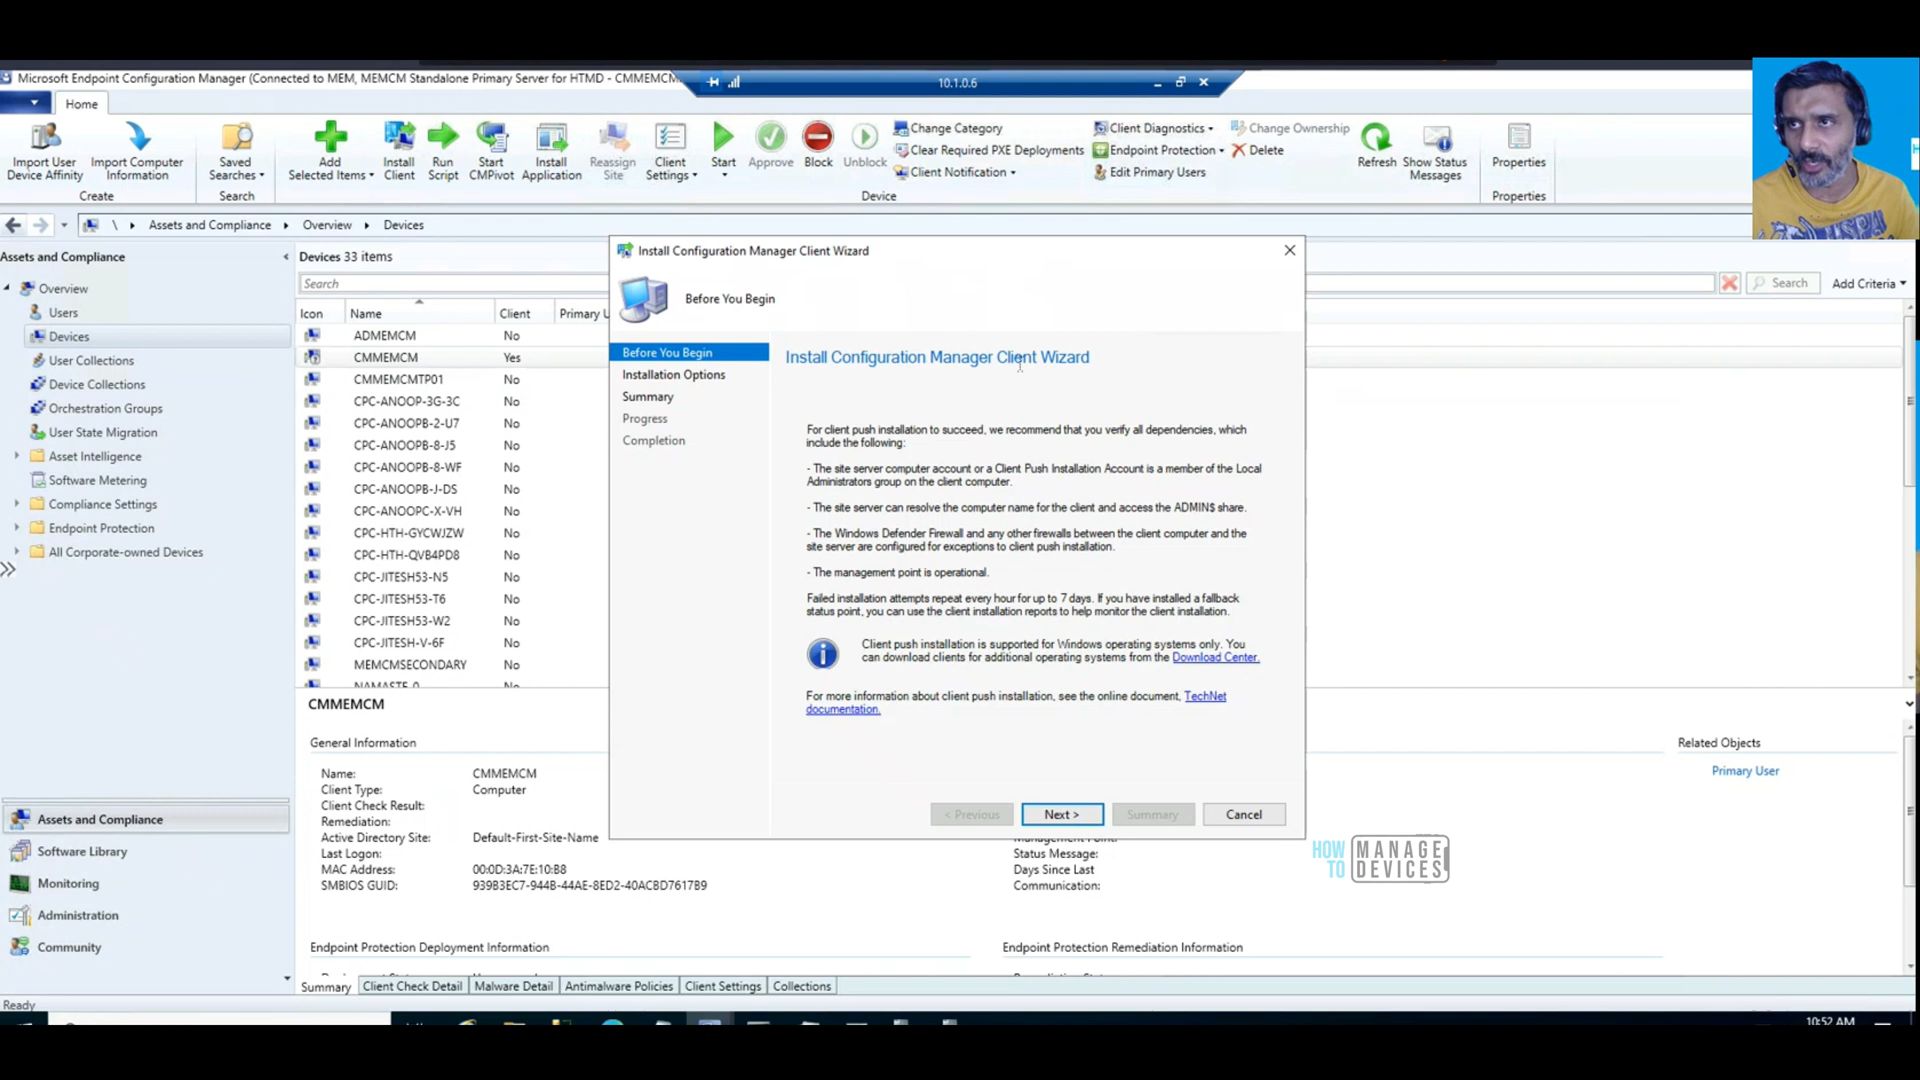 Microsoft Endpoint Configuration Manager (Connected to MEM, MEMCM Standalone Primary Server for HTMD - CMMEMCM
10.1.0.6
Home
Import User
Device Affinity
Import Computer
Information
Create
Saved
Searches
Search
Add
Selected Items
Install
Client
Run
Script
Start
CMPivot
Install
Application
Reassign
Site
Client
Settings
Start
Approve
Block
Unblock
Change Category
Clear Required PXE Deployments
Client Notification
Client Diagnostics
Endpoint Protection
Edit Primary Users
Change Ownership
Delete
Device
Refresh
Show Status
Messages
Properties
Properties
\ Assets and Compliance Overview Devices
Assets and Compliance
Overview
Users
Devices
User Collections
Device Collections
Orchestration Groups
User State Migration
Asset Intelligence
Software Metering
Compliance Settings
Endpoint Protection
All Corporate-owned Devices
Assets and Compliance
Software Library
Monitoring
Administration
Community
Ready
Devices 33 items
Search
Search
Add Criteria
Icon Name Client Primary U
ADMEMCM No
CMMEMCM Yes
CMMEMCMTP01 No
CPC-ANOOP-3G-3C No
CPC-ANOOPB-2-U7 No
CPC-ANOOPB-8-J5 No
CPC-ANOOPB-8-WF No
CPC-ANOOPB-J-DS No
CPC-ANOOPC-X-VH No
CPC-HTH-GYCWJZW No
CPC-HTH-QVB4PD8 No
CPC-JITESH53-N5 No
CPC-JITESH53-T6 No
CPC-JITESH53-W2 No
CPC-JITESH-V-6F No
MEMCMSECONDARY No
NAMASTE-0 No
Install Configuration Manager Client Wizard
Before You Begin
Before You Begin
Installation Options
Summary
Progress
Completion
Install Configuration Manager Client Wizard
For client push installation to succeed, we recommend that you verify all dependencies, which
include the following:
- The site server computer account or a Client Push Installation Account is a member of the Local
Administrators group on the client computer.
- The site server can resolve the computer name for the client and access the ADMIN$ share.
- The Windows Defender Firewall and any other firewalls between the client computer and the
site server are configured for exceptions to client push installation.
- The management point is operational.
Failed installation attempts repeat every hour for up to 7 days. If you have installed a fallback
status point, you can use the client installation reports to help monitor the client installation.
Client push installation is supported for Windows operating systems only. You
can download clients for additional operating systems from the Download Center.
For more information about client push installation, see the online document, TechNet
documentation.
< Previous
Next >
Summary
Cancel
CMMEMCM
General Information
Name: CMMEMCM
Client Type: Computer
Client Check Result:
Remediation:
Active Directory Site: Default-First-Site-Name
Last Logon:
MAC Address: 00:0D:3A:7E:10:B8
SMBIOS GUID: 939B3EC7-944B-44AE-8ED2-40ACBD7617B9
Management Point:
Status Message:
Days Since Last
Communication:
Related Objects
Primary User
HOW
TO
MANAGE
DEVICES
Endpoint Protection Deployment Information
Endpoint Protection Remediation Information
Summary
Client Check Detail
Malware Detail
Antimalware Policies
Client Settings
Collections
10:52 AM